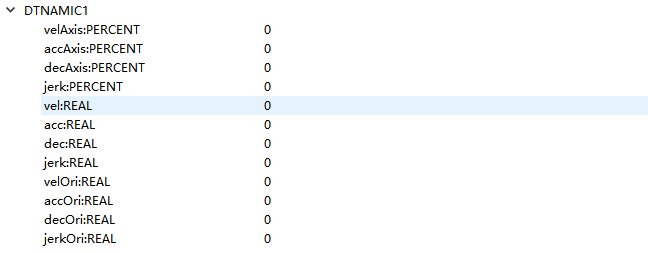 DTNAMIC1
velAxis:PERCENT 0
accAxis:PERCENT 0
decAxis:PERCENT 0
jerk:PERCENT 0
vel:REAL 0
acc:REAL 0
dec:REAL 0
jerk:REAL 0
velOri:REAL 0
accOri:REAL 0
decOri:REAL 0
jerkOri:REAL 0